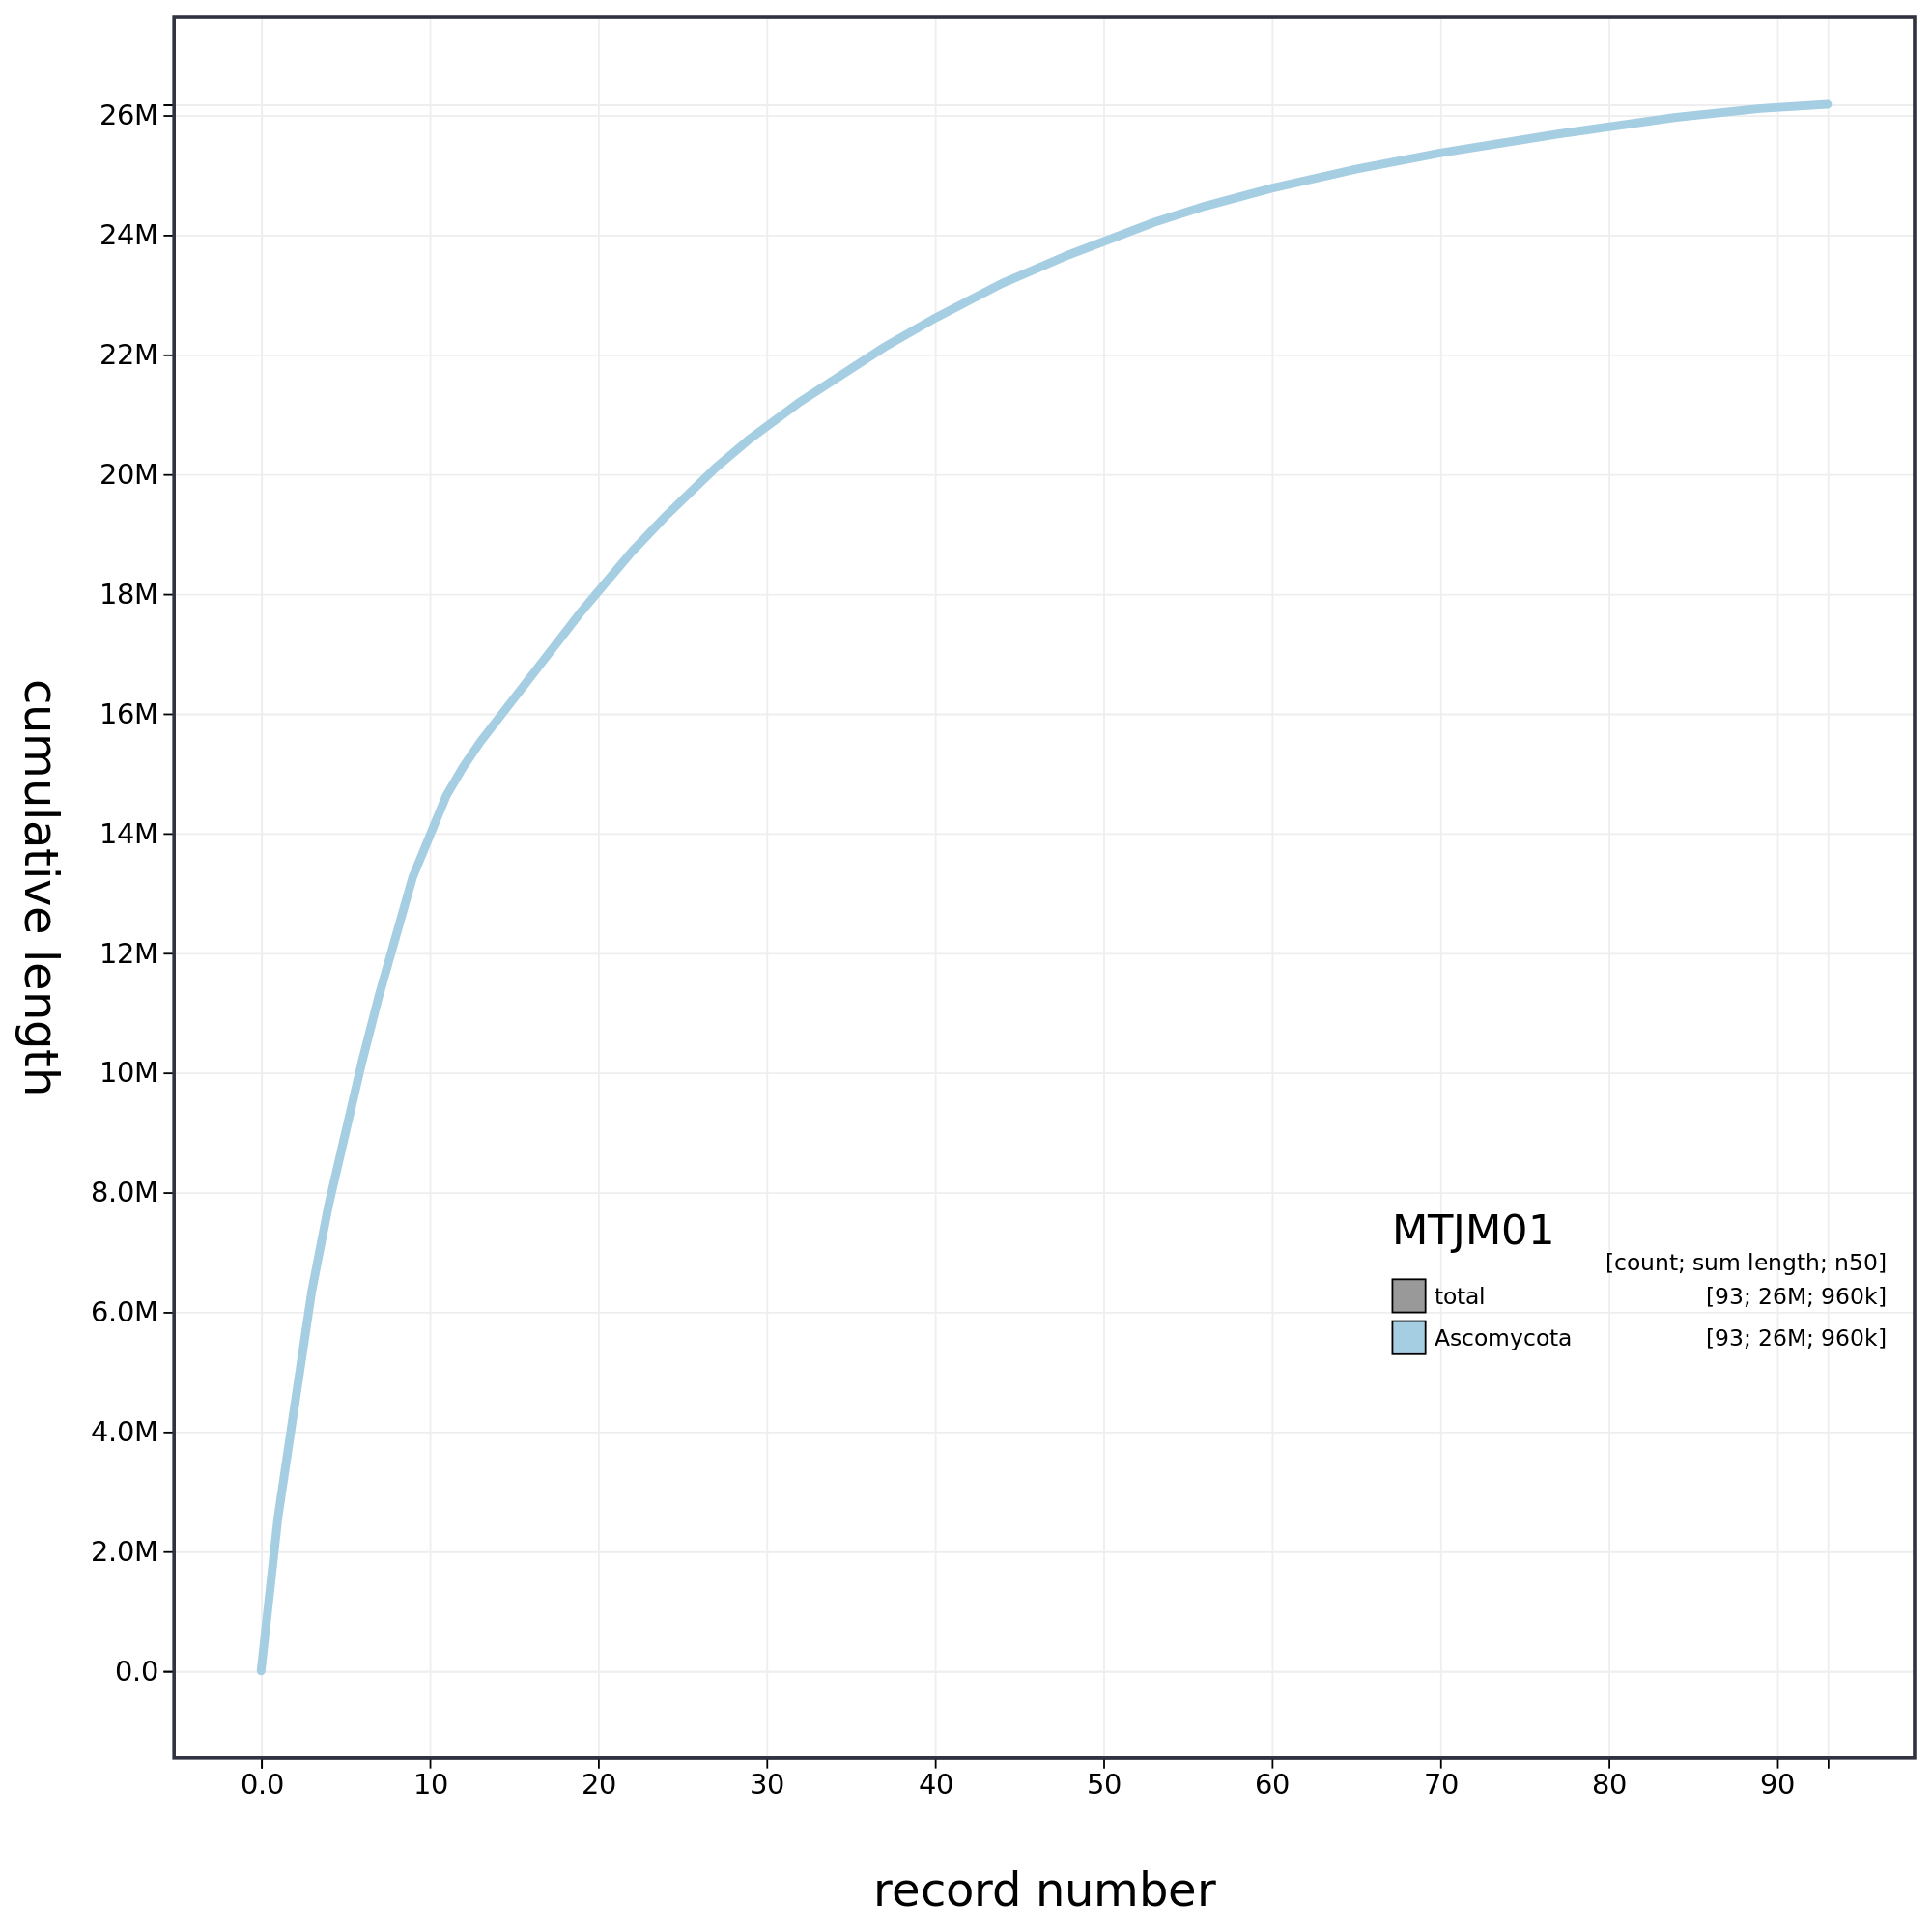 26M
24M
22M
20M
18M
16M
14M
12M
10M
8.0M
6.0M
4.0M
2.0M
0.0
cumulative length
MTJM01
[count; sum length; n50]
total [93; 26M; 960k]
Ascomycota [93; 26M; 960k]
0.0 10 20 30 40 50 60 70 80 90
record number